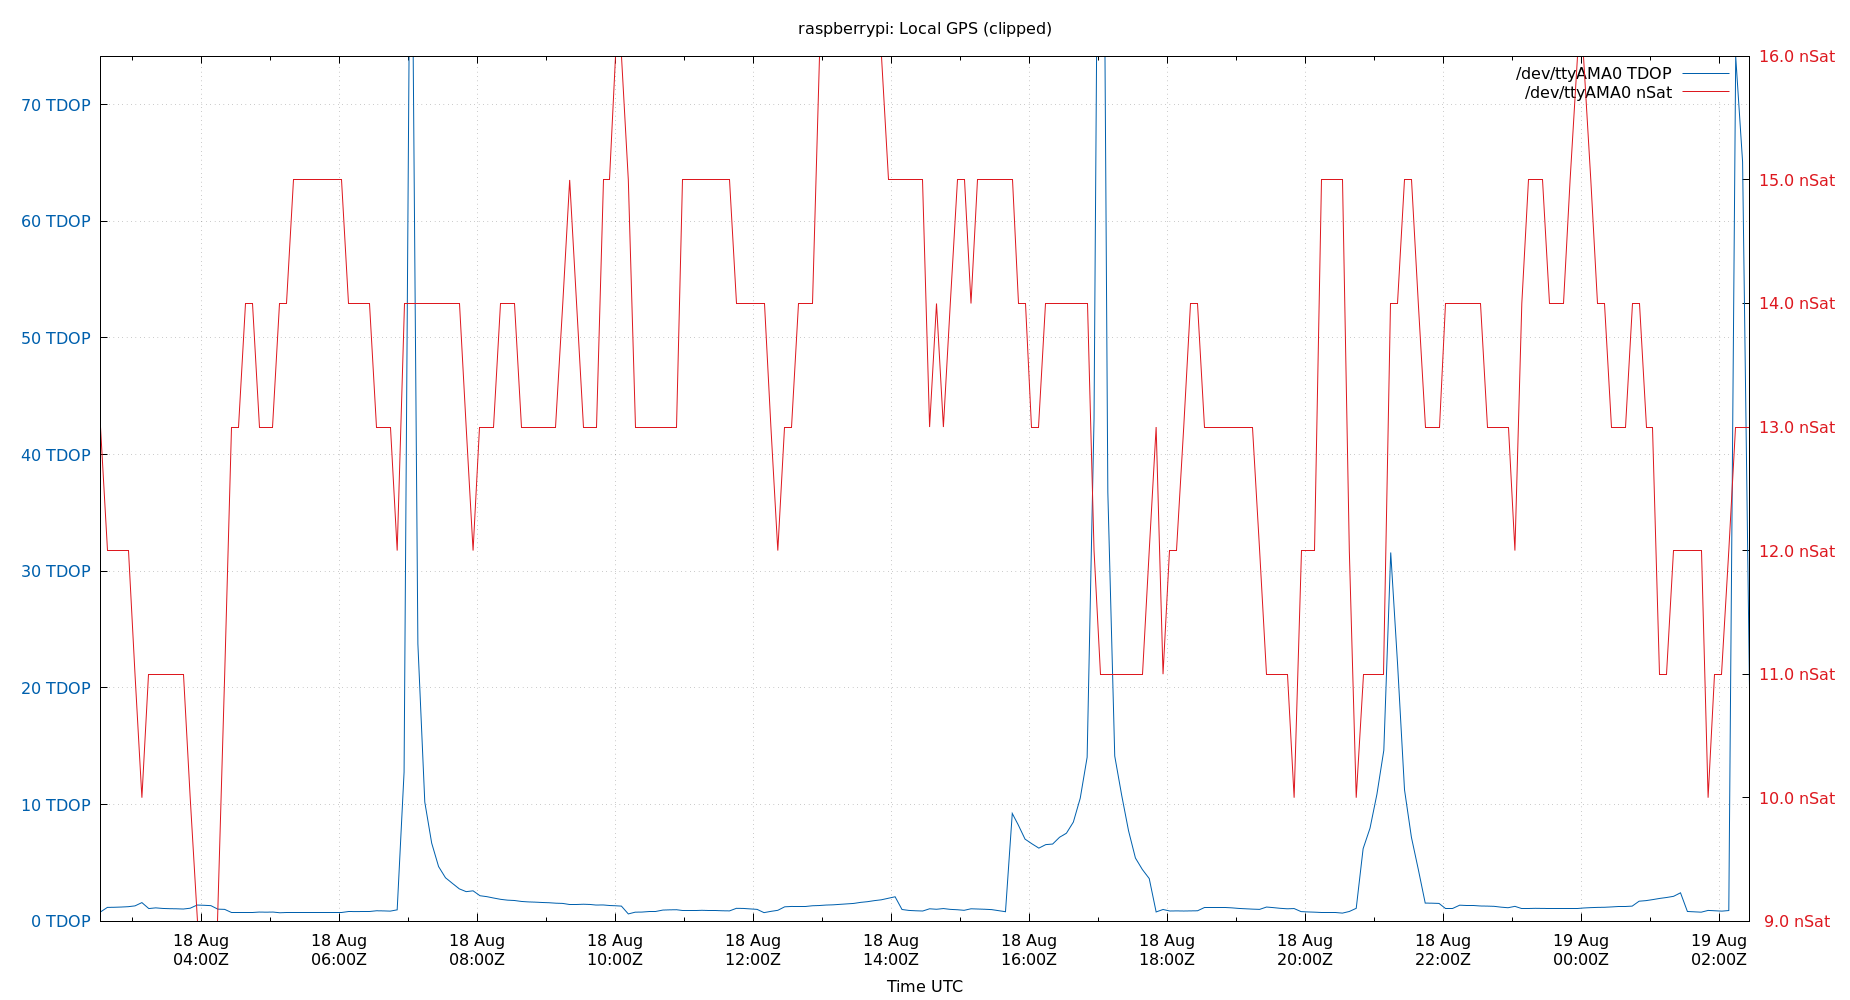 raspberrypi: Local GPS (clipped)
/dev/ttyAMA0 TDOP
/dev/ttyAMA0 nSat
70 TDOP
60 TDOP
50 TDOP
40 TDOP
30 TDOP
20 TDOP
10 TDOP
0 TDOP
16.0 nSat
15.0 nSat
14.0 nSat
13.0 nSat
12.0 nSat
11.0 nSat
10.0 nSat
9.0 nSat
18 Aug
04:00Z
18 Aug
06:00Z
18 Aug
08:00Z
18 Aug
10:00Z
18 Aug
12:00Z
18 Aug
14:00Z
18 Aug
16:00Z
18 Aug
18:00Z
18 Aug
20:00Z
18 Aug
22:00Z
19 Aug
00:00Z
19 Aug
02:00Z
Time UTC